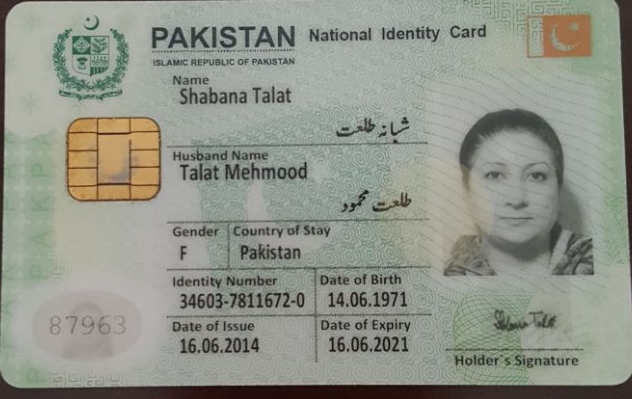 PAKISTAN National Identity Card
ISLAMIC REPUBLIC OF PAKISTAN
Name
Shabana Talat
شبانہ طلعت
Husband Name
Talat Mehmood
طلعت محمود
Gender Country of Stay
F Pakistan
Identity Number Date of Birth
34603-7811672-0 14.06.1971
Date of Issue Date of Expiry
16.06.2014 16.06.2021
87963
Shabana Talat
Holder`s Signature